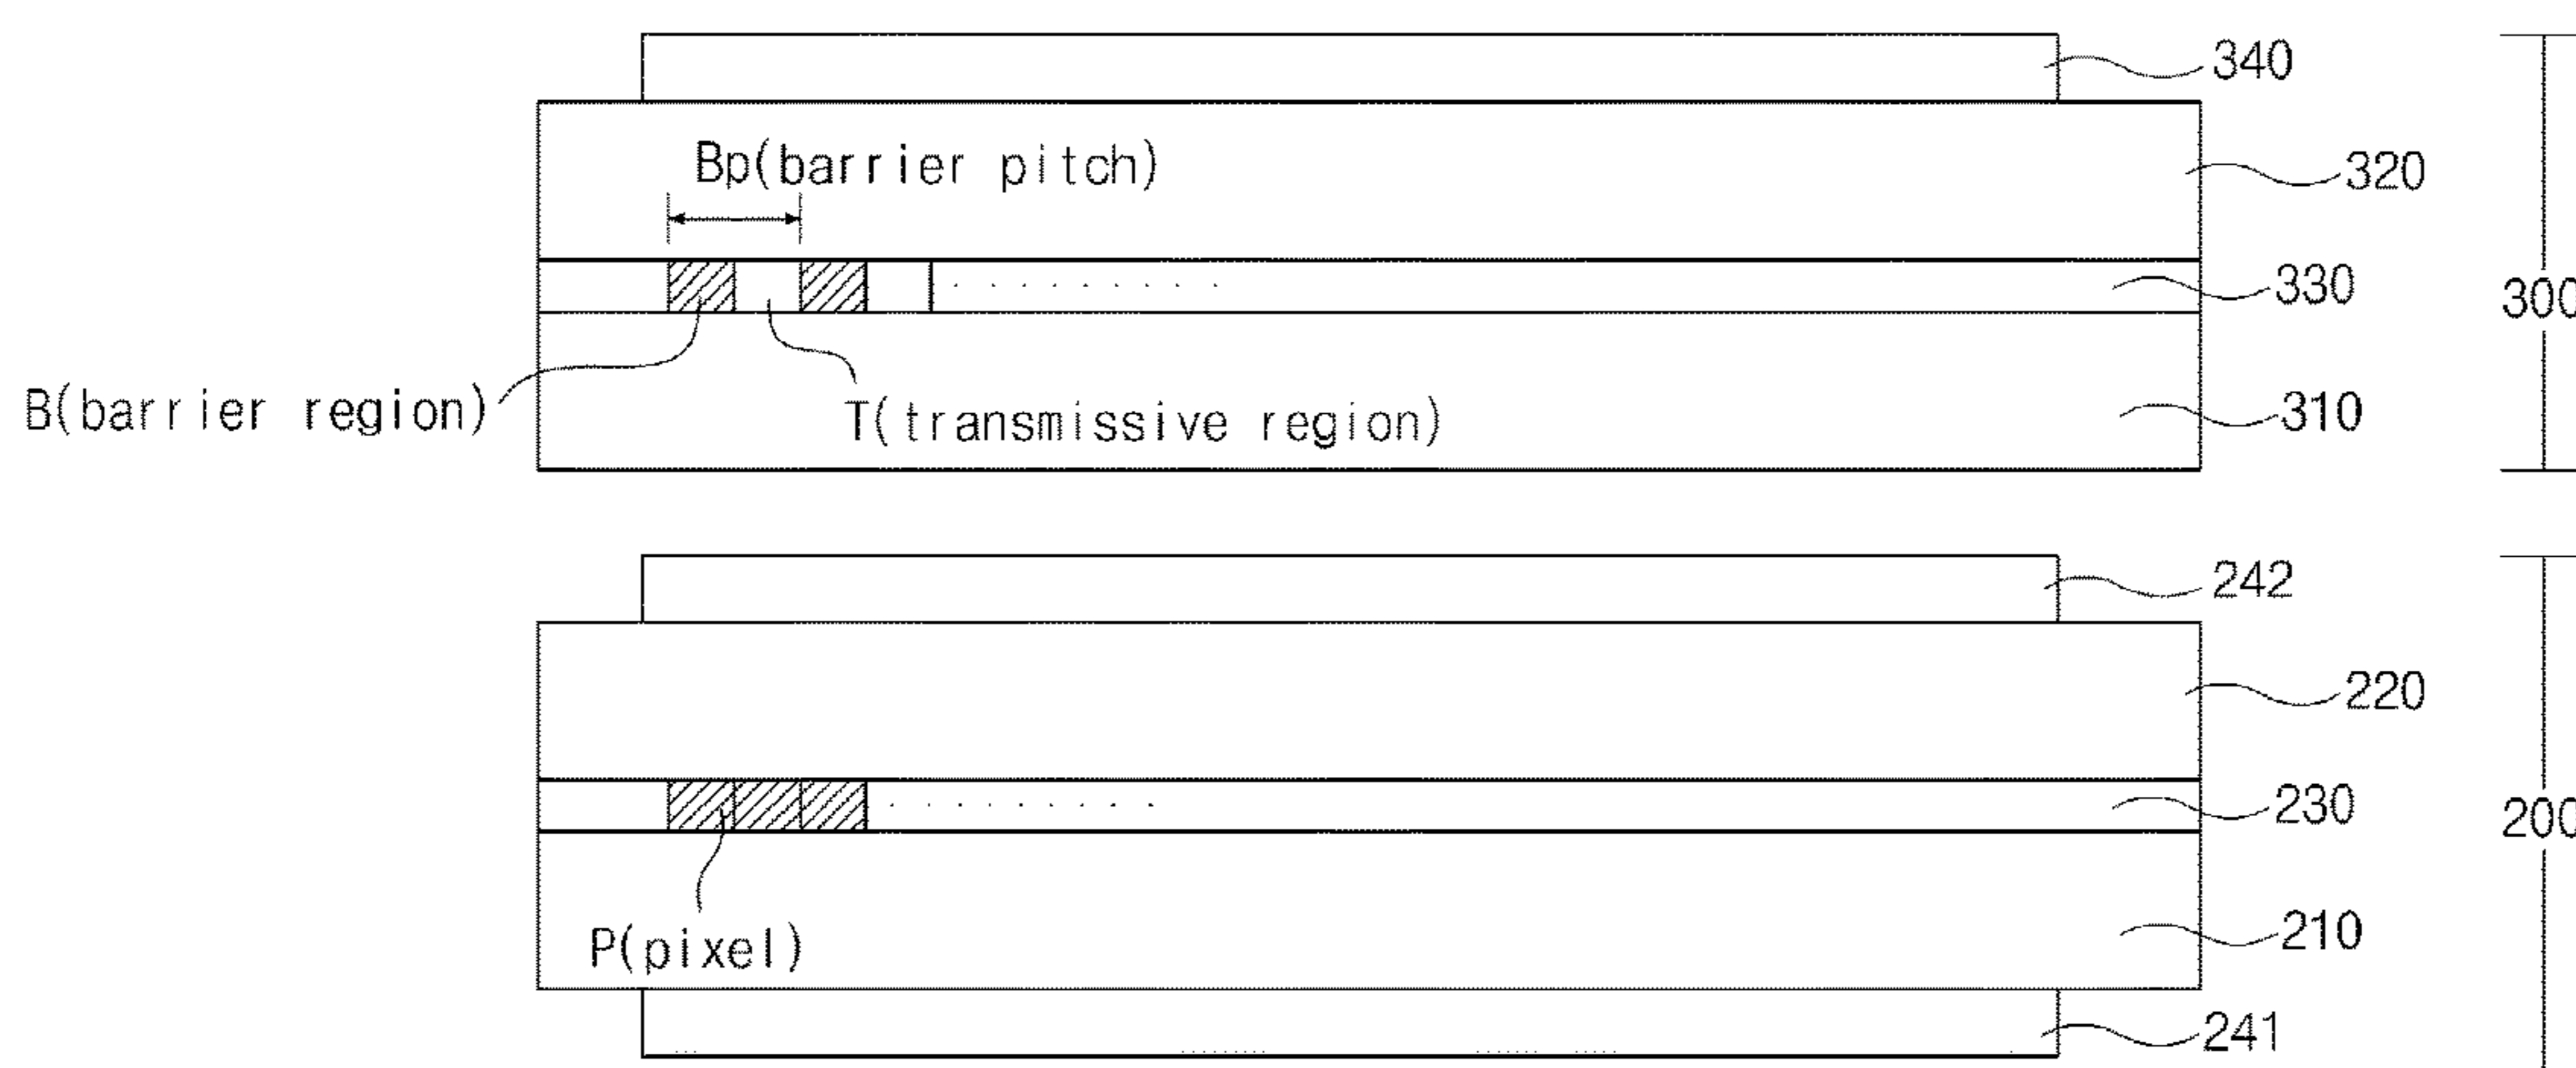 340
Bp(barrier pitch)
320
330
300
B(barrier region)
T(transmissive region)
310
242
220
230
200
P(pixel)
210
241